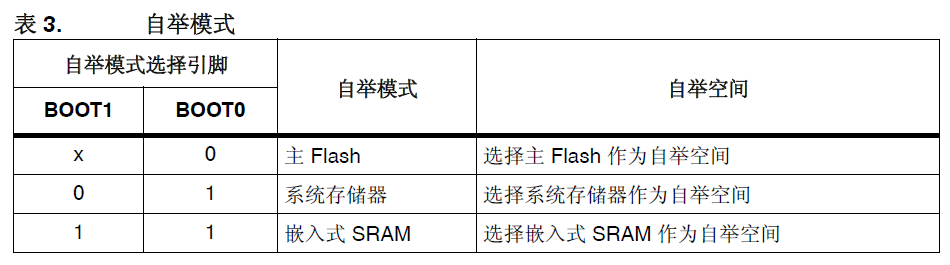 表 3. 自举模式
自举模式选择引脚 自举模式 自举空间
BOOT1 BOOT0
x 0 主 Flash 选择主 Flash 作为自举空间
0 1 系统存储器 选择系统存储器作为自举空间
1 1 嵌入式 SRAM 选择嵌入式 SRAM 作为自举空间